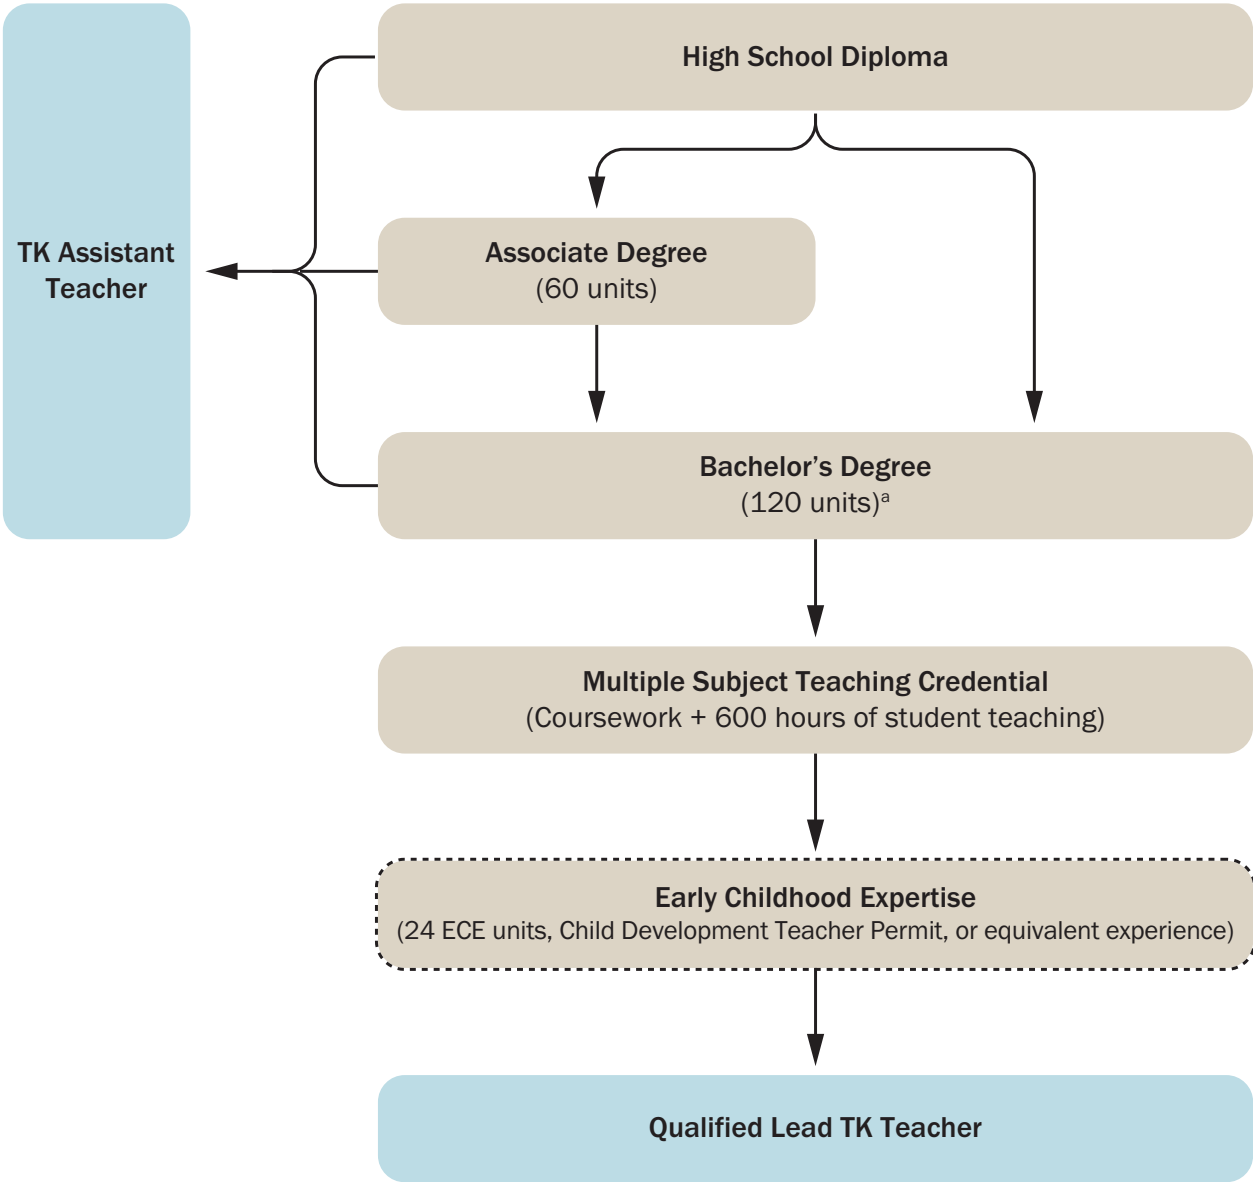 High School Diploma
TK Assistant
Teacher
Associate Degree
(60 units)
Bachelor’s Degree
(120 units)ª
Multiple Subject Teaching Credential
(Coursework + 600 hours of student teaching)
Early Childhood Expertise
(24 ECE units, Child Development Teacher Permit, or equivalent experience)
Qualified Lead TK Teacher